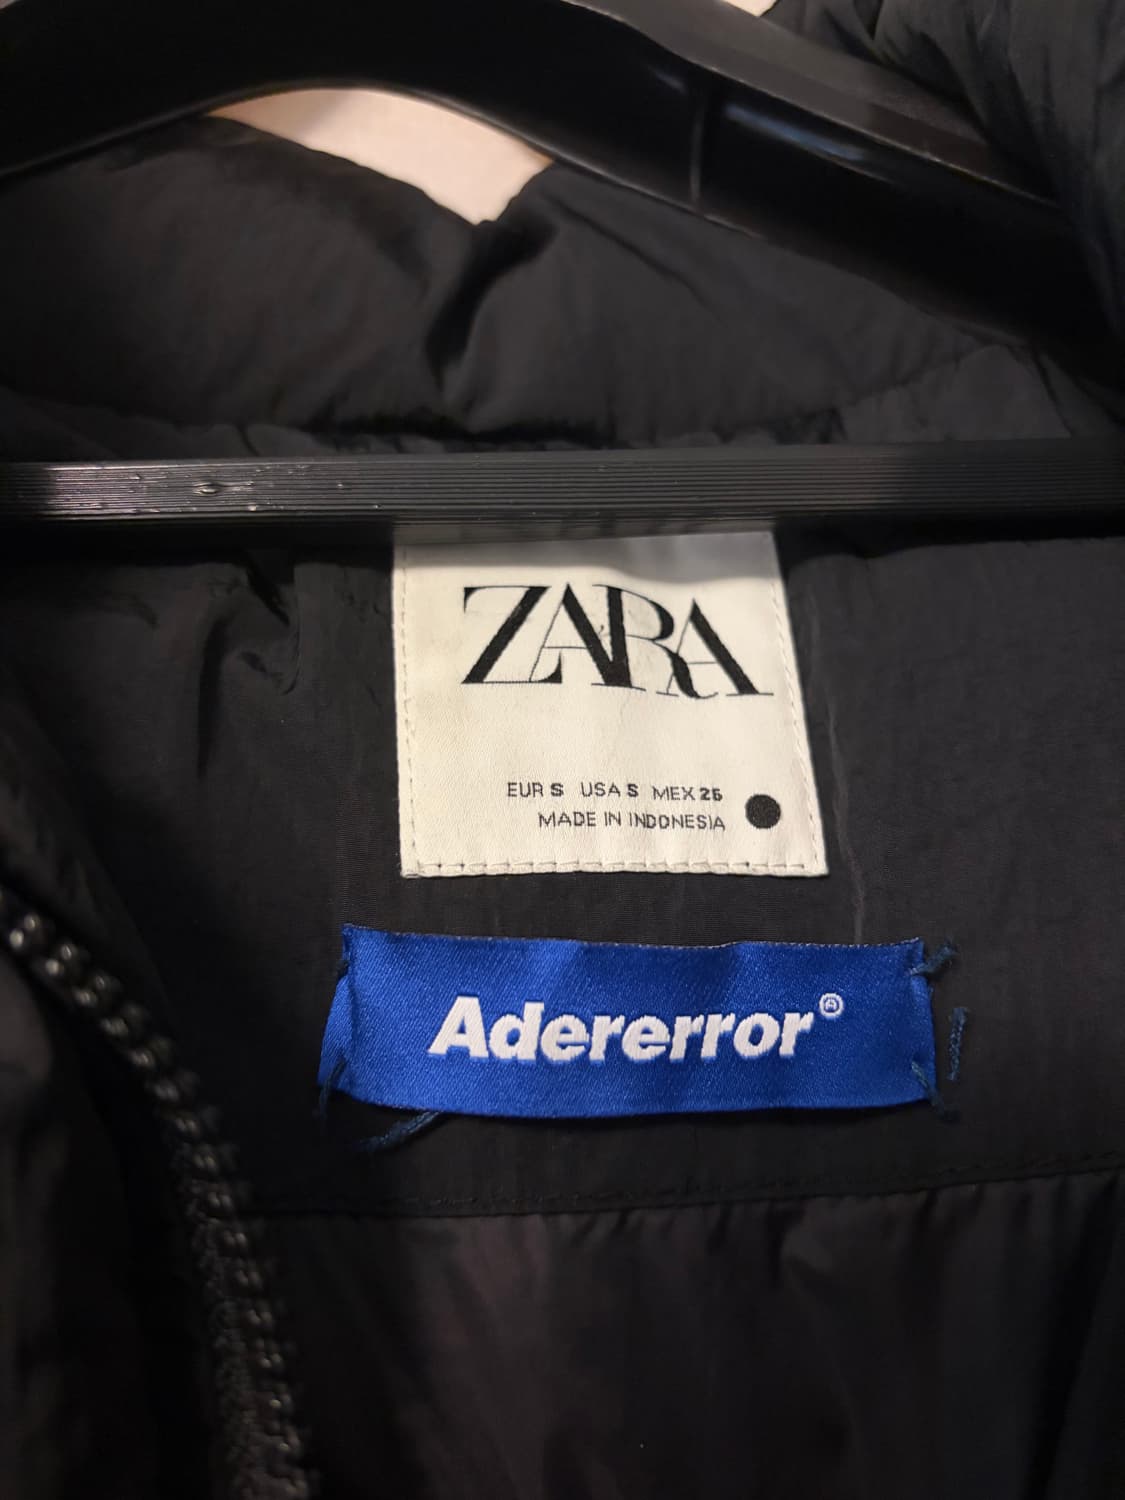 ZARA
EUR S USA S MEX 26
MADE IN INDONESIA
Adererror®